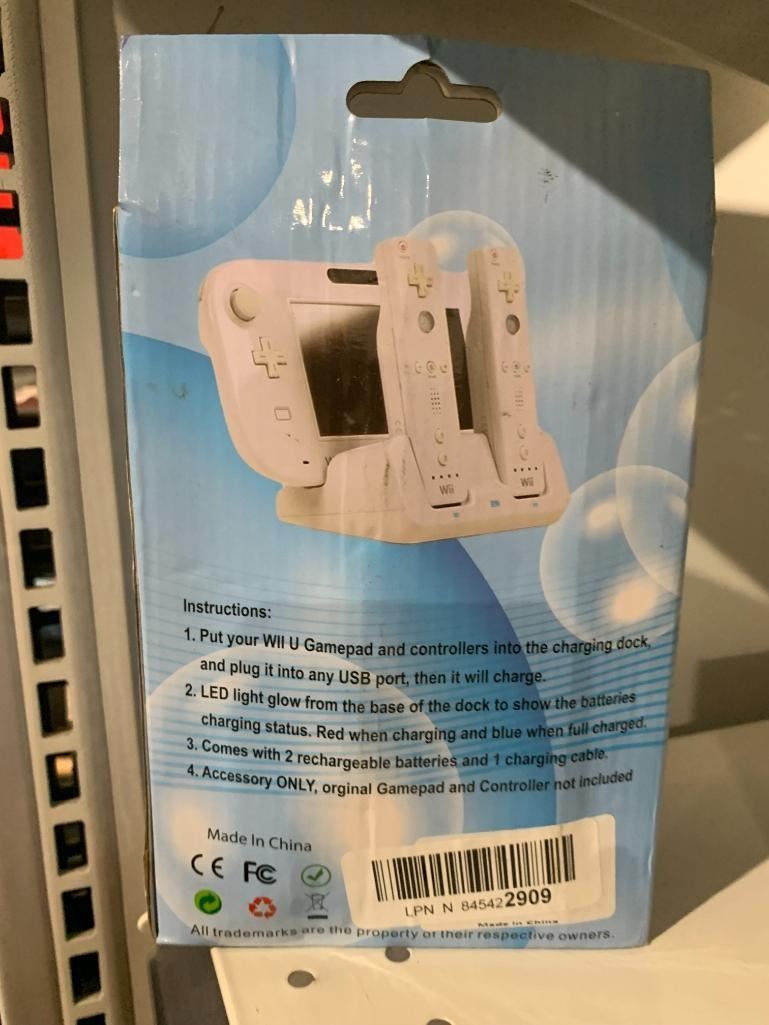 Wii
Wii
Instructions:
1. Put your WII U Gamepad and controllers into the charging dock,
and plug it into any USB port, then it will charge.
2. LED light glow from the base of the dock to show the batteries
charging status. Red when charging and blue when full charged.
3. Comes with 2 rechargeable batteries and 1 charging cable.
4. Accessory ONLY, orginal Gamepad and Controller not included
Made In China
CE FC
LPN N 845422909
Made in China
All trademarks are the property of their respective owners.